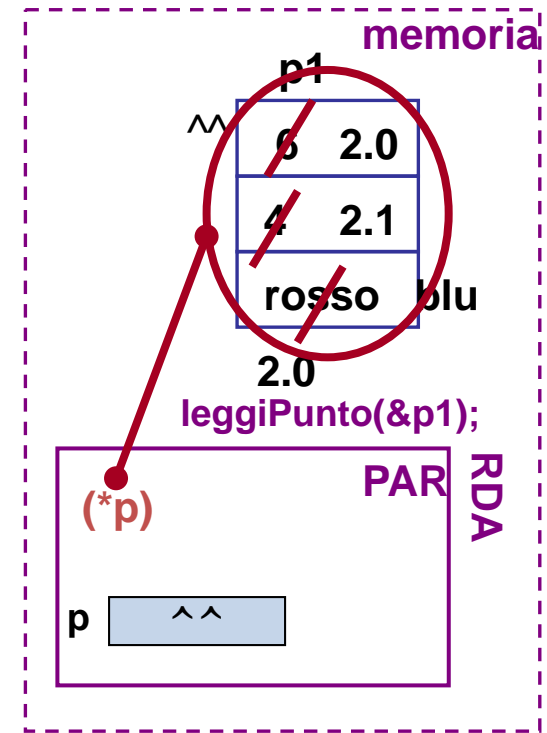 memoria
p1
^^ 6 2.0
4 2.1
rosso blu
2.0
leggiPunto(&p1);
PAR
RDA
(*p)
p ^^